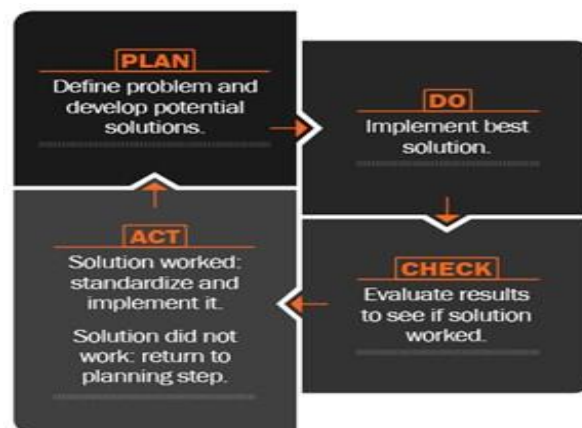 PLAN
Define problem and
develop potential
solutions.
DO
Implement best
solution.
CHECK
Evaluate results
to see if solution
worked.
ACT
Solution worked:
standardize and
implement it.
Solution did not
work: return to
planning step.